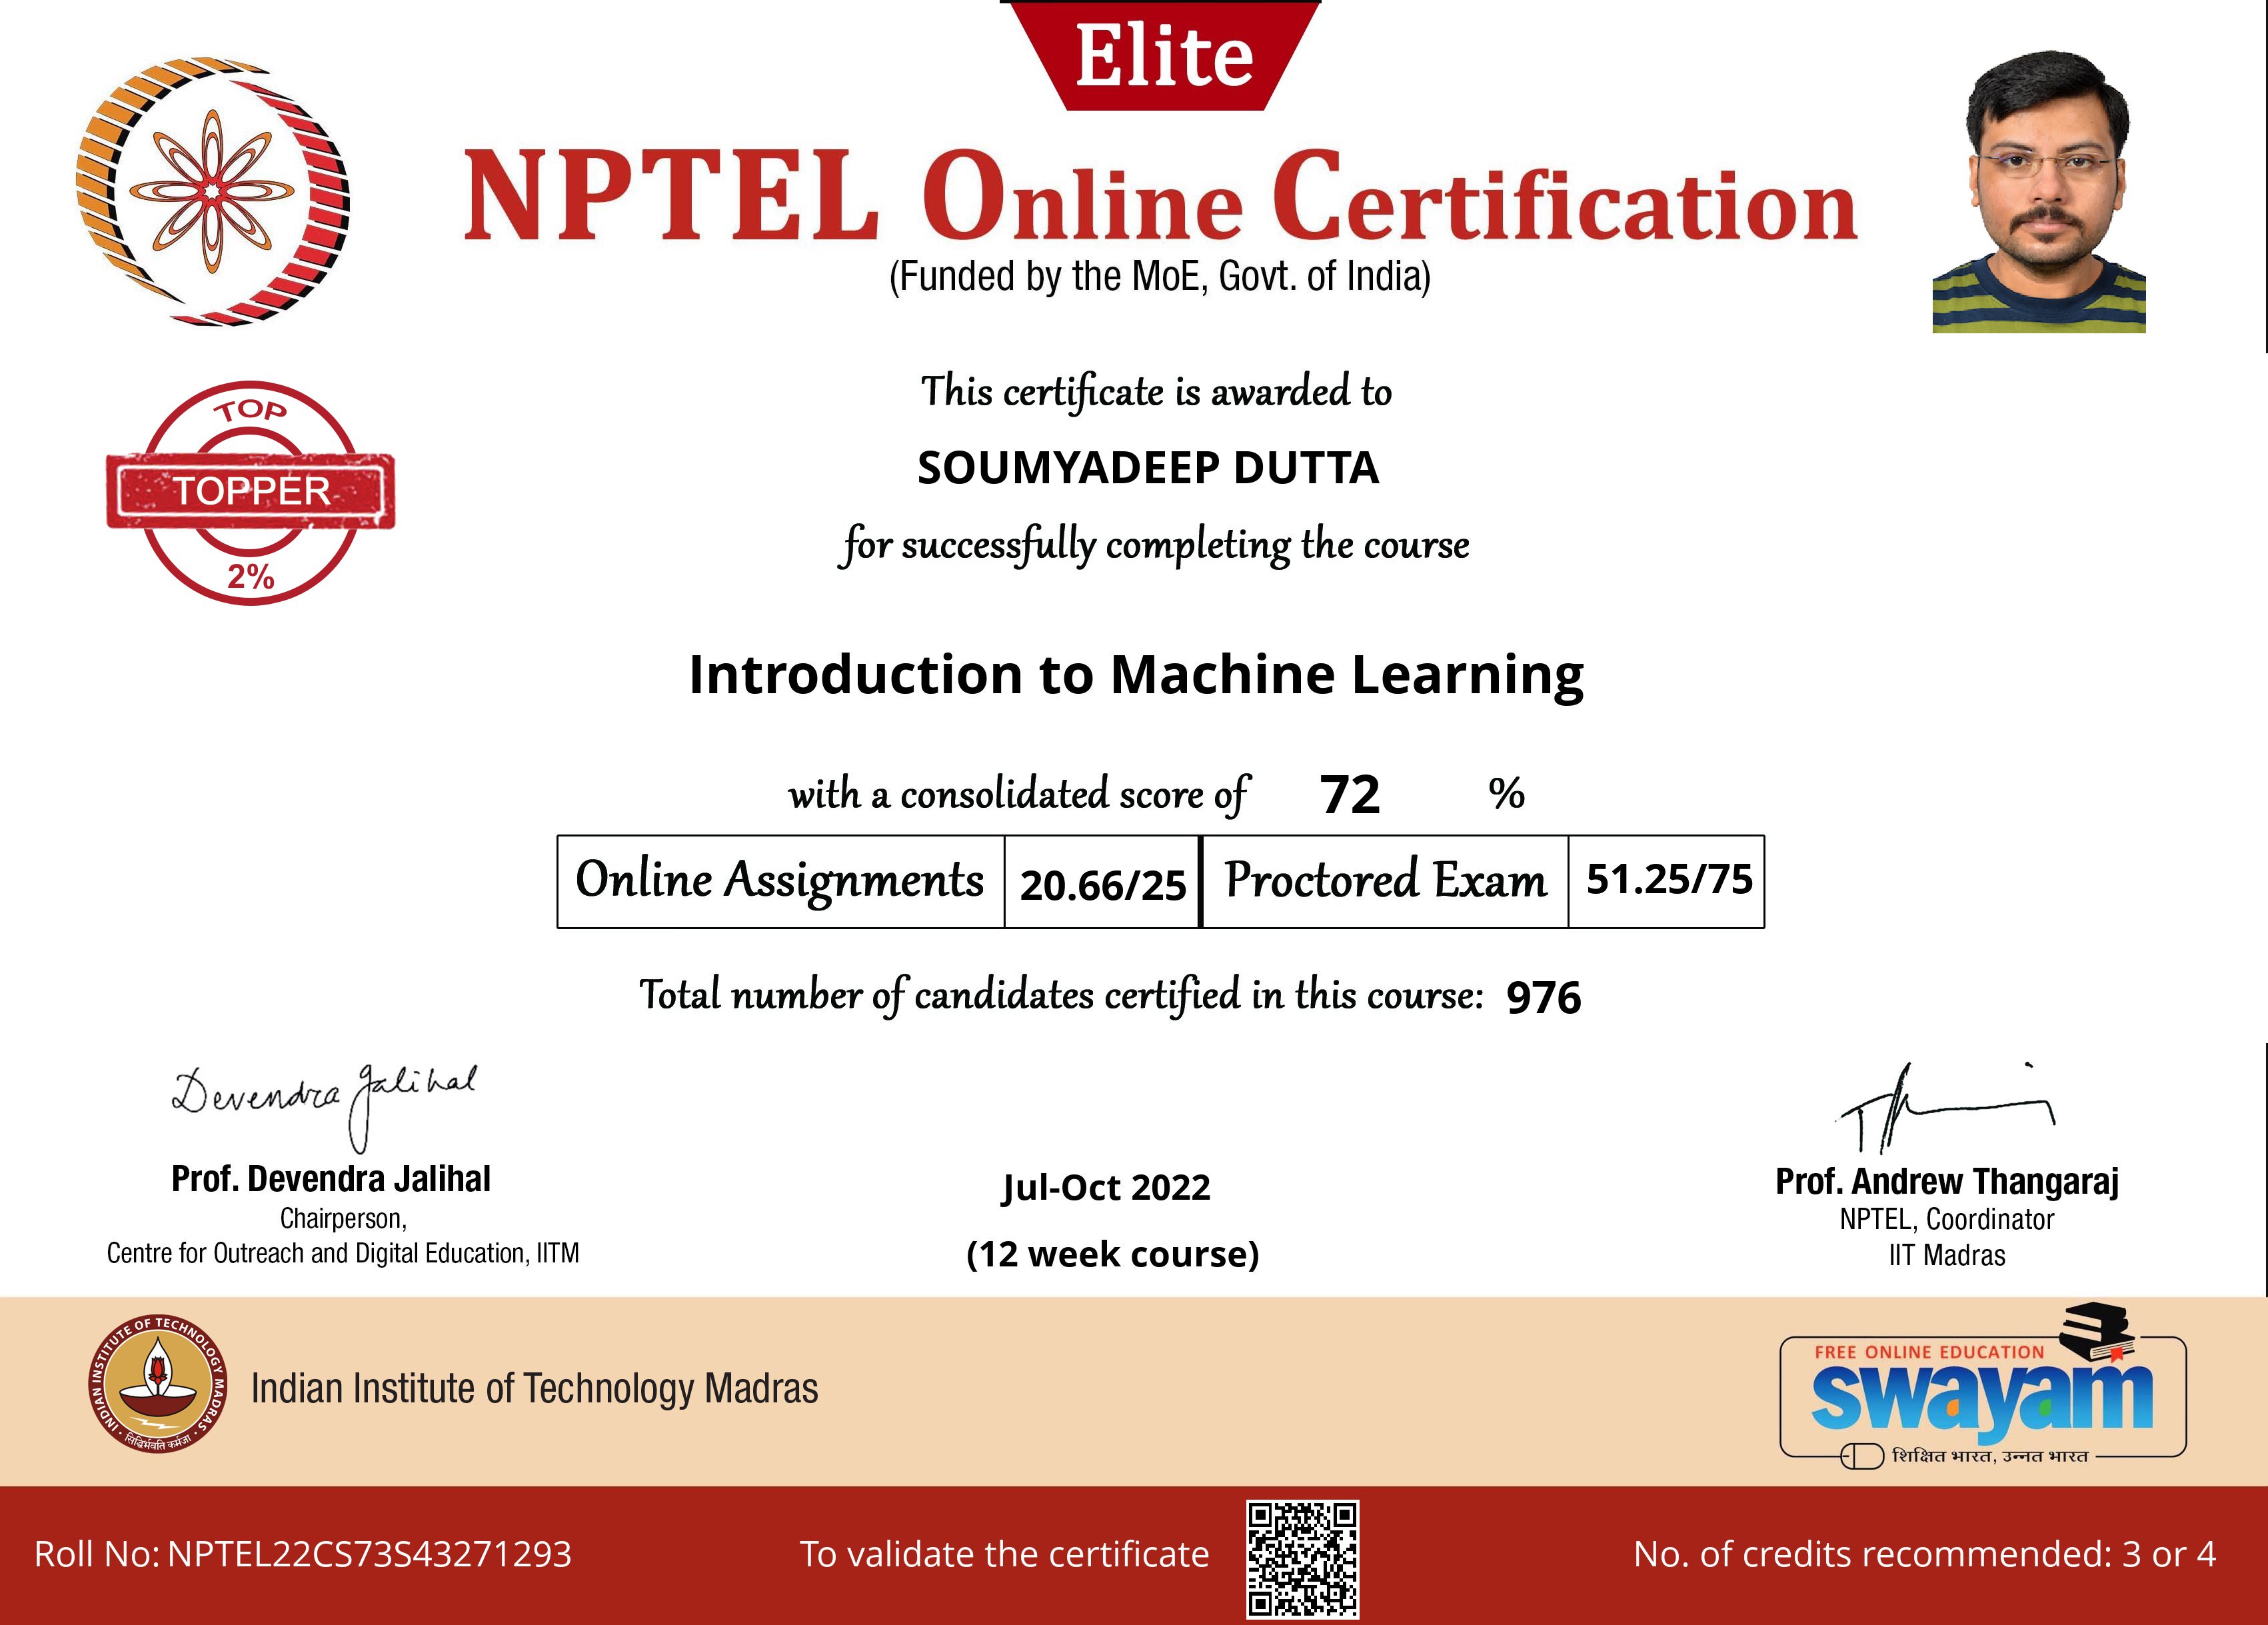 Elite
NPTEL Online Certification
(Funded by the MoE, Govt. of India)
TOP
TOPPER
2%
This certificate is awarded to
SOUMYADEEP DUTTA
for successfully completing the course
Introduction to Machine Learning
with a consolidated score of 72 %
Online Assignments 20.66/25 Proctored Exam 51.25/75
Total number of candidates certified in this course: 976
Devendra Jalihal
Prof. Devendra Jalihal
Chairperson,
Centre for Outreach and Digital Education, IITM
Jul-Oct 2022
(12 week course)
Prof. Andrew Thangaraj
NPTEL, Coordinator
IIT Madras
INDIAN INSTITUTE OF TECHNOLOGY MADRAS
सिद्धिर्भवति कर्मजा
Indian Institute of Technology Madras
FREE ONLINE EDUCATION
swayam
शिक्षित भारत, उन्नत भारत
Roll No: NPTEL22CS73S43271293
To validate the certificate
No. of credits recommended: 3 or 4